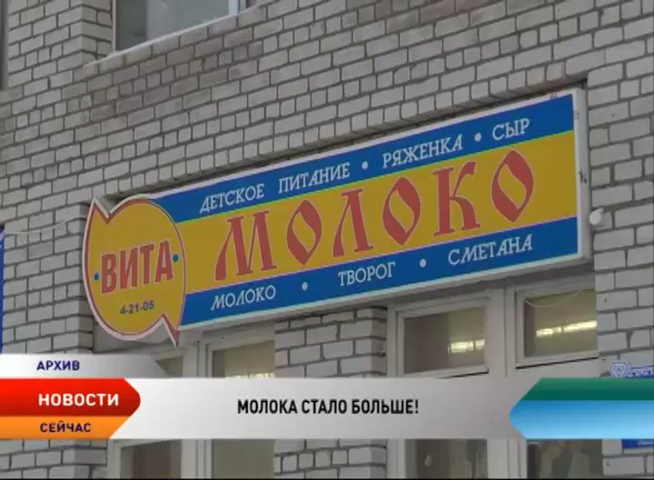 ДЕТСКОЕ ПИТАНИЕ • РЯЖЕНКА • СЫР
•ВИТА•
МОЛОКО
4-21-05
МОЛОКО • ТВОРОГ • СМЕТАНА
АРХИВ
НОВОСТИ
МОЛОКА СТАЛО БОЛЬШЕ!
СЕЙЧАС